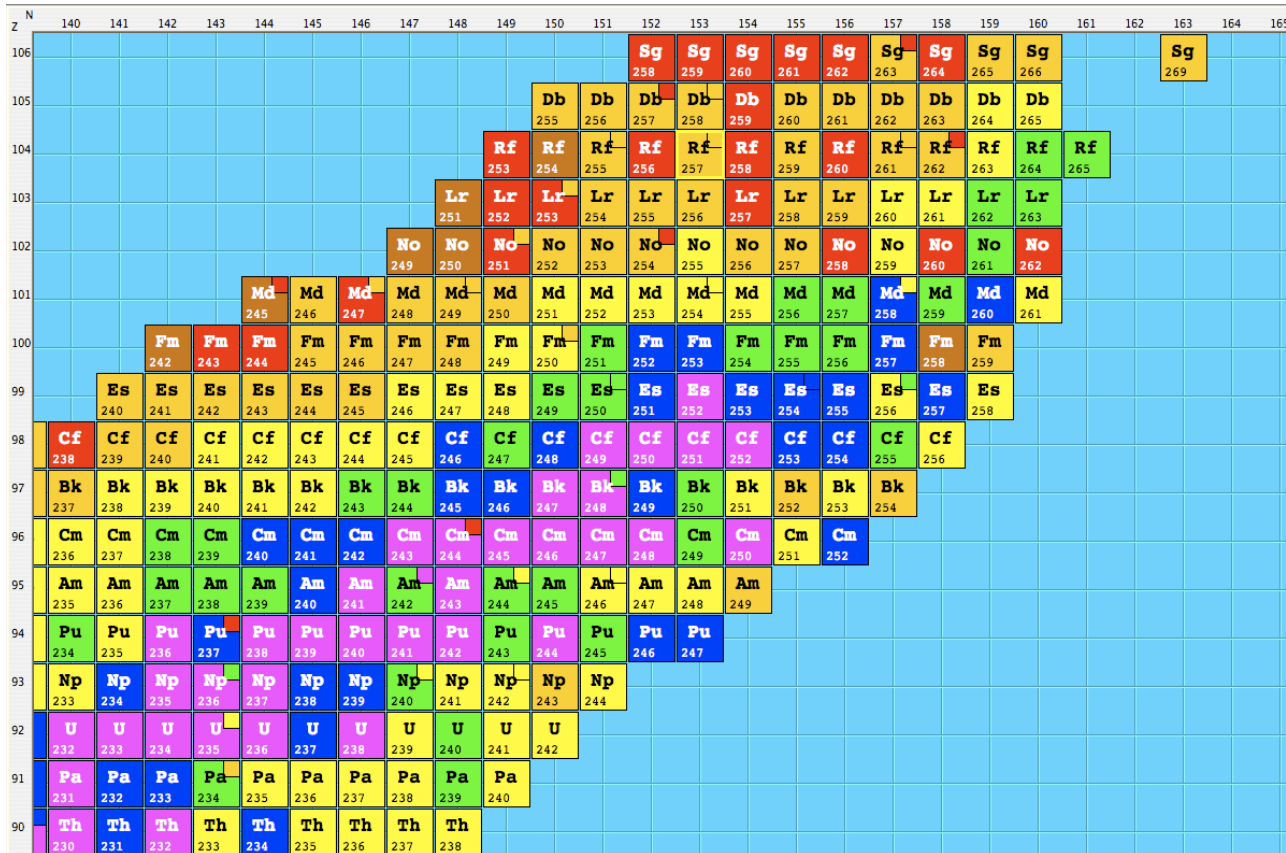 N 140 141 142 143 144 145 146 147 148 149 150 151 152 153 154 155 156 157 158 159 160 161 162 163 164 165
Z
106 Sg Sg Sg Sg Sg Sg Sg Sg Sg Sg
258 259 260 261 262 263 264 265 266 269
105 Db Db Db Db Db Db Db Db Db Db Db
255 256 257 258 259 260 261 262 263 264 265
104 Rf Rf Rf Rf Rf Rf Rf Rf Rf Rf Rf Rf Rf
253 254 255 256 257 258 259 260 261 262 263 264 265
103 Lr Lr Lr Lr Lr Lr Lr Lr Lr Lr Lr Lr Lr
251 252 253 254 255 256 257 258 259 260 261 262 263
102 No No No No No No No No No No No No No No
249 250 251 252 253 254 255 256 257 258 259 260 261 262
101 Md Md Md Md Md Md Md Md Md Md Md Md Md Md Md Md Md
245 246 247 248 249 250 251 252 253 254 255 256 257 258 259 260 261
100 Fm Fm Fm Fm Fm Fm Fm Fm Fm Fm Fm Fm Fm Fm Fm Fm Fm Fm
242 243 244 245 246 247 248 249 250 251 252 253 254 255 256 257 258 259
99 Es Es Es Es Es Es Es Es Es Es Es Es Es Es Es Es Es Es Es
240 241 242 243 244 245 246 247 248 249 250 251 252 253 254 255 256 257 258
98 Cf Cf Cf Cf Cf Cf Cf Cf Cf Cf Cf Cf Cf Cf Cf Cf Cf Cf Cf
238 239 240 241 242 243 244 245 246 247 248 249 250 251 252 253 254 255 256
97 Bk Bk Bk Bk Bk Bk Bk Bk Bk Bk Bk Bk Bk Bk Bk Bk Bk Bk
237 238 239 240 241 242 243 244 245 246 247 248 249 250 251 252 253 254
96 Cm Cm Cm Cm Cm Cm Cm Cm Cm Cm Cm Cm Cm Cm Cm Cm Cm
236 237 238 239 240 241 242 243 244 245 246 247 248 249 250 251 252
95 Am Am Am Am Am Am Am Am Am Am Am Am Am Am Am
235 236 237 238 239 240 241 242 243 244 245 246 247 248 249
94 Pu Pu Pu Pu Pu Pu Pu Pu Pu Pu Pu Pu Pu Pu
234 235 236 237 238 239 240 241 242 243 244 245 246 247
93 Np Np Np Np Np Np Np Np Np Np Np Np
233 234 235 236 237 238 239 240 241 242 243 244
92 U U U U U U U U U U U
232 233 234 235 236 237 238 239 240 241 242
91 Pa Pa Pa Pa Pa Pa Pa Pa Pa Pa
231 232 233 234 235 236 237 238 239 240
90 Th Th Th Th Th Th Th Th Th
230 231 232 233 234 235 236 237 238